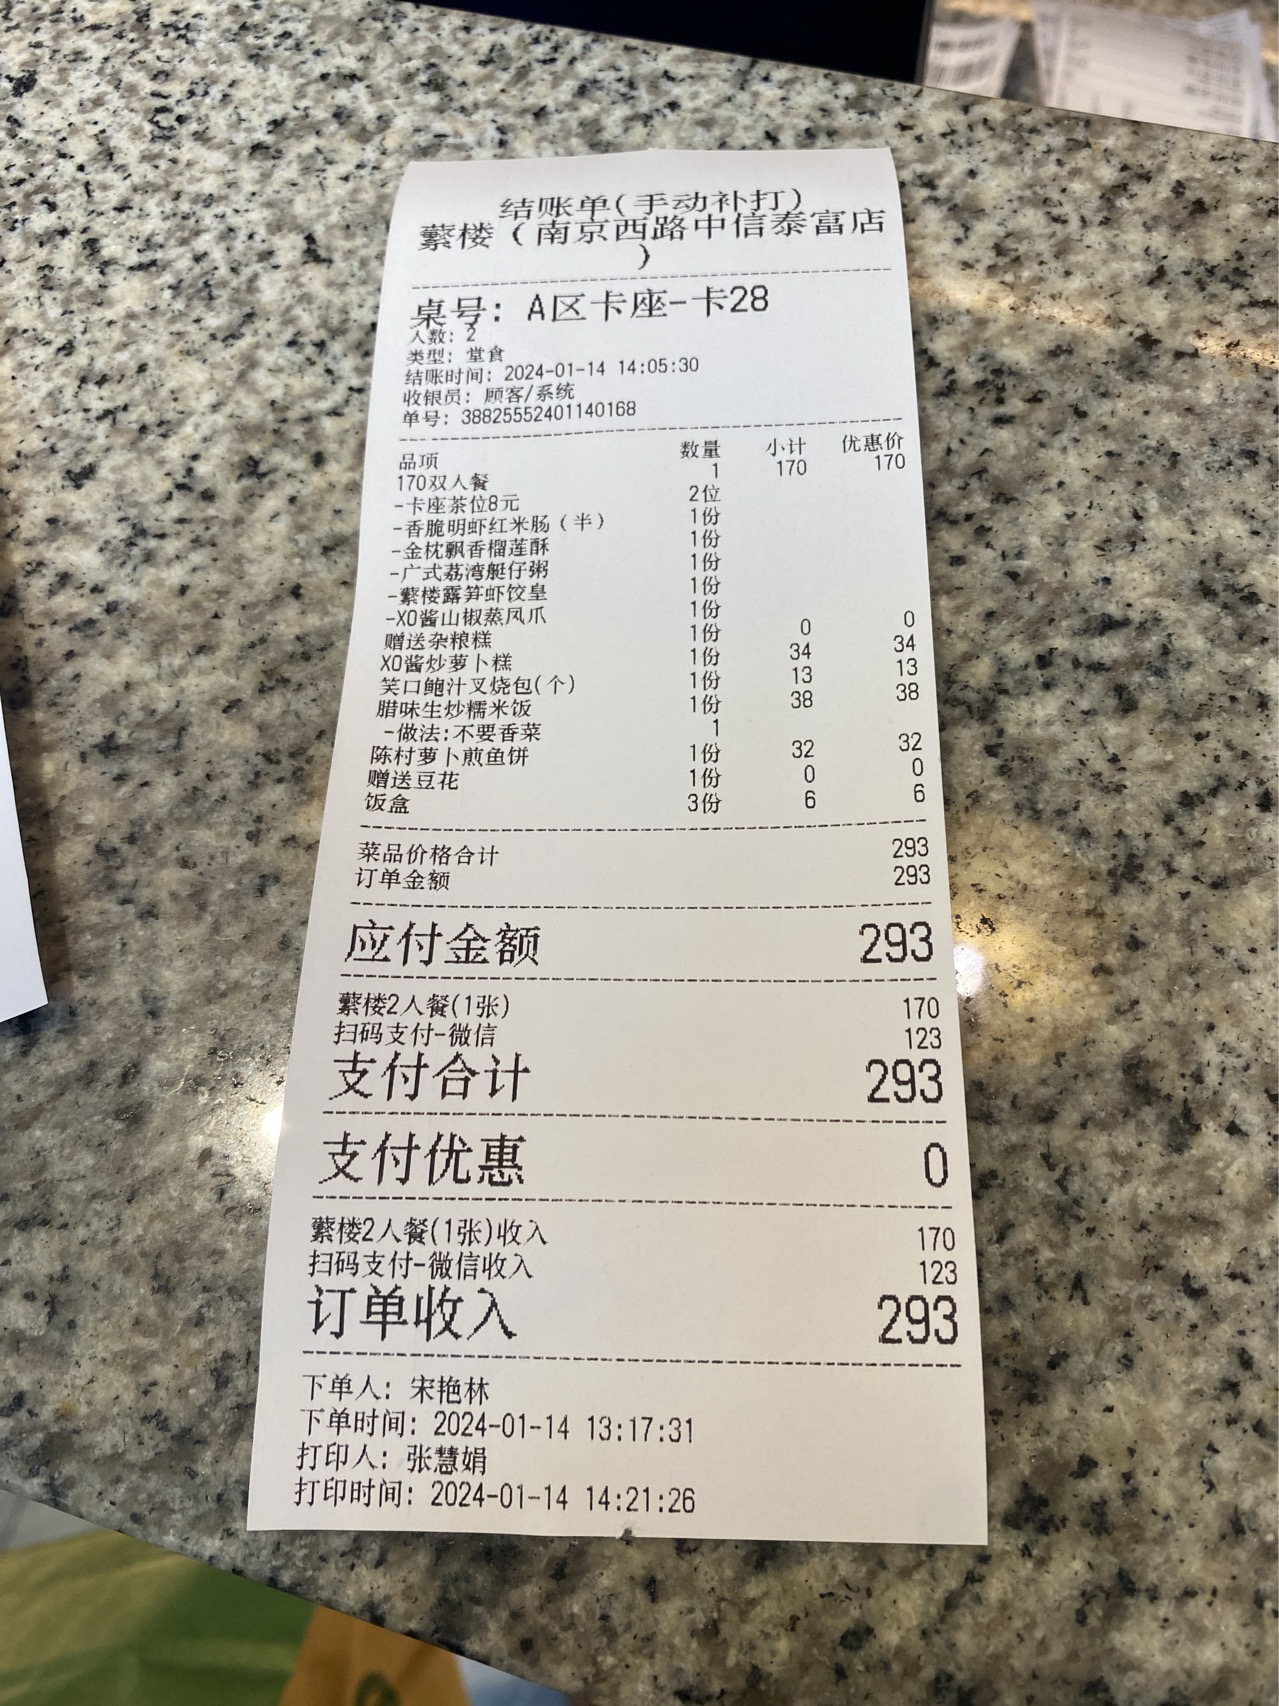 结账单(手动补打)
蘩楼（南京西路中信泰富店
）
桌号: A区卡座-卡28
人数: 2
类型: 堂食
结账时间: 2024-01-14 14:05:30
收银员: 顾客/系统
单号: 38825552401140168
品项 数量 小计 优惠价
170双人餐 1 170 170
-卡座茶位8元 2位
-香脆明虾红米肠（半） 1份
-金枕飘香榴莲酥 1份
-广式荔湾艇仔粥 1份
-蘩楼露笋虾饺皇 1份
-XO酱山椒蒸凤爪 1份
赠送杂粮糕 1份 0 0
XO酱炒萝卜糕 1份 34 34
笑口鲍汁叉烧包(个) 1份 13 13
腊味生炒糯米饭 1份 38 38
-做法:不要香菜 1
陈村萝卜煎鱼饼 1份 32 32
赠送豆花 1份 0 0
饭盒 3份 6 6
菜品价格合计 293
订单金额 293
应付金额 293
蘩楼2人餐(1张) 170
扫码支付-微信 123
支付合计 293
支付优惠 0
蘩楼2人餐(1张)收入 170
扫码支付-微信收入 123
订单收入 293
下单人: 宋艳林
下单时间: 2024-01-14 13:17:31
打印人: 张慧娟
打印时间: 2024-01-14 14:21:26